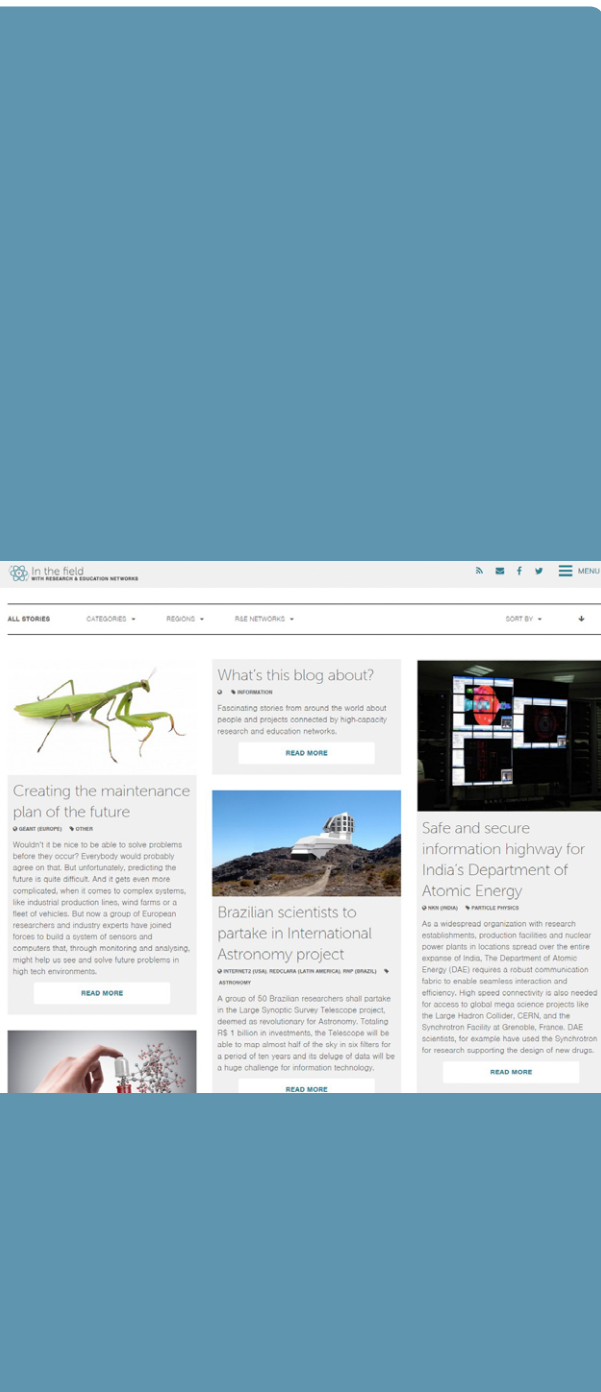 In the field
WITH RESEARCH & EDUCATION NETWORKS
MENU
ALL STORIES
CATEGORIES
REGIONS
R&E NETWORKS
SORT BY
Creating the maintenance
plan of the future
GÉANT (EUROPE) OTHER
Wouldn't it be nice to be able to solve problems
before they occur? Everybody would probably
agree on that. But unfortunately, predicting the
future is quite difficult. And it gets even more
complicated, when it comes to complex systems,
like industrial production lines, wind farms or a
fleet of vehicles. But now a group of European
researchers and industry experts have joined
forces to build a system of sensors and
computers that, through monitoring and analysing,
might help us see and solve future problems in
high tech environments.
READ MORE
What's this blog about?
INFORMATION
Fascinating stories from around the world about
people and projects connected by high-capacity
research and education networks.
READ MORE
Brazilian scientists to
partake in International
Astronomy project
INTERNET2 (USA), REDCLARA (LATIN AMERICA), RNP (BRAZIL)
ASTRONOMY
A group of 50 Brazilian researchers shall partake
in the Large Synoptic Survey Telescope project,
deemed as revolutionary for Astronomy. Totaling
R$ 1 billion in investments, the Telescope will be
able to map almost half of the sky in six filters for
a period of ten years and its deluge of data will be
a huge challenge for information technology.
READ MORE
Safe and secure
information highway for
India's Department of
Atomic Energy
NKN (INDIA) PARTICLE PHYSICS
As a widespread organization with research
establishments, production facilities and nuclear
power plants in locations spread over the entire
expanse of India, The Department of Atomic
Energy (DAE) requires a robust communication
fabric to enable seamless interaction and
efficiency. High speed connectivity is also needed
for access to global mega science projects like
the Large Hadron Collider, CERN, and the
Synchrotron Facility at Grenoble, France. DAE
scientists, for example have used the Synchrotron
for research supporting the design of new drugs.
READ MORE